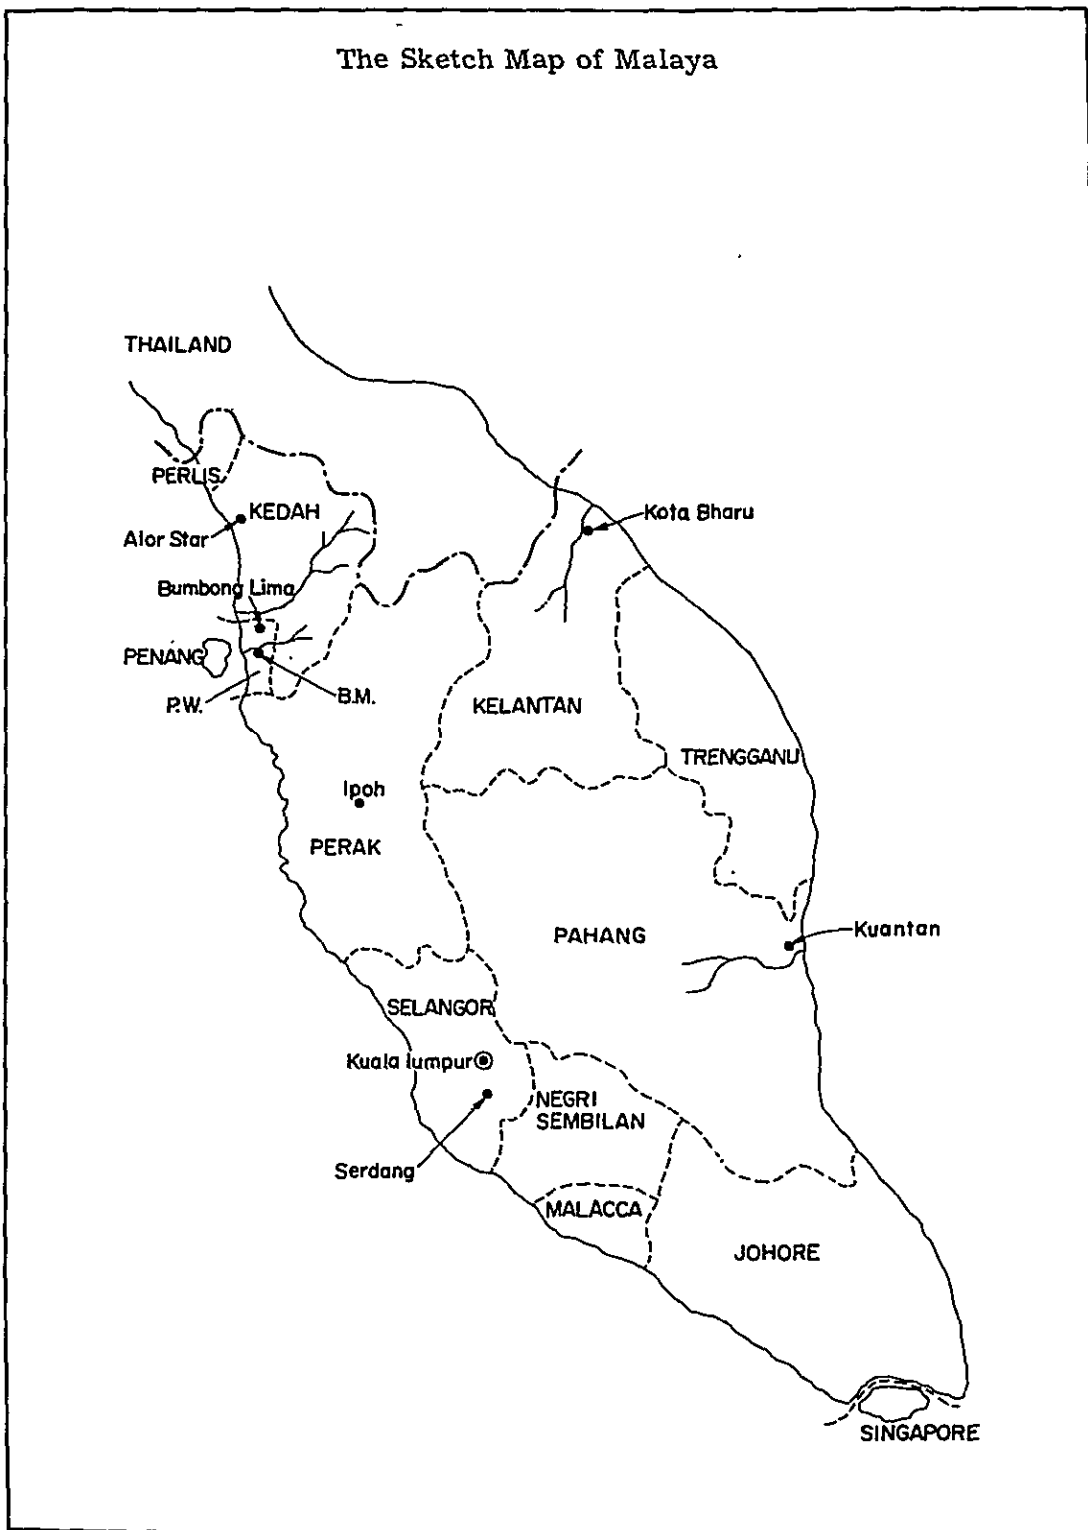 The Sketch Map of Malaya
THAILAND
PERLIS
KEDAH
Alor Star
Kota Bharu
Bumbong Lima
PENANG
P.W.
B.M.
KELANTAN
TRENGGANU
Ipoh
PERAK
PAHANG
Kuantan
SELANGOR
Kuala lumpur
NEGRI
SEMBILAN
Serdang
MALACCA
JOHORE
SINGAPORE